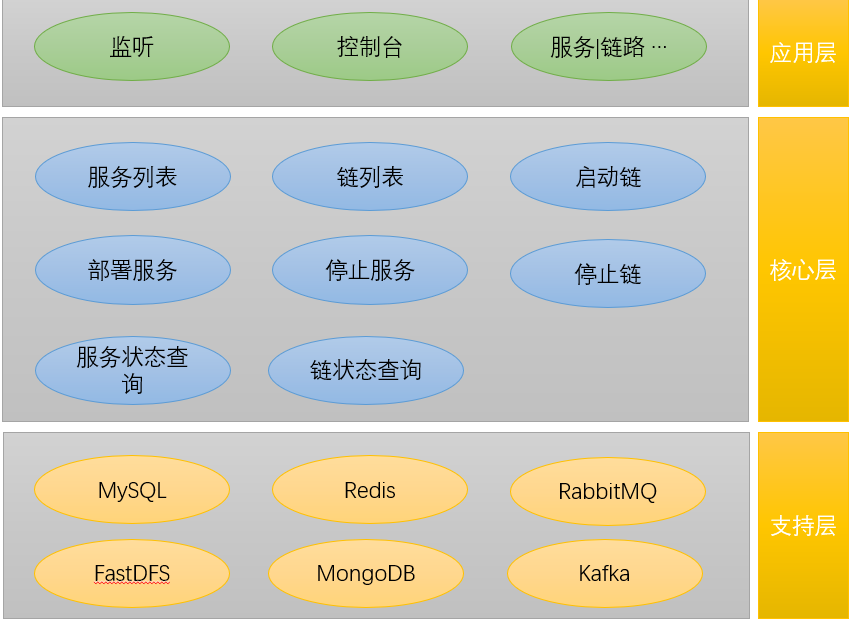 监听
控制台
服务|链路 ···
应用层
服务列表
链列表
启动链
部署服务
停止服务
停止链
核心层
服务状态查
询
链状态查询
MySQL
Redis
RabbitMQ
支持层
FastDFS
MongoDB
Kafka